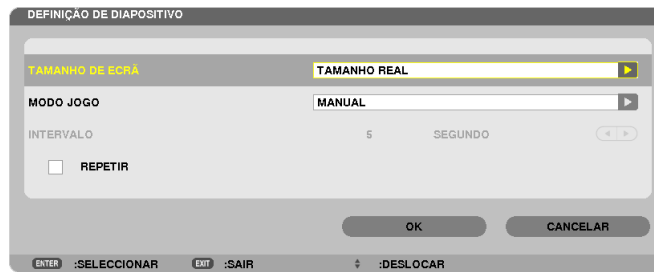 DEFINIÇÃO DE DIAPOSITIVO
TAMANHO DE ECRÃ TAMANHO REAL
MODO JOGO MANUAL
INTERVALO 5 SEGUNDO
REPETIR
OK CANCELAR
ENTER :SELECCIONAR EXIT :SAIR :DESLOCAR